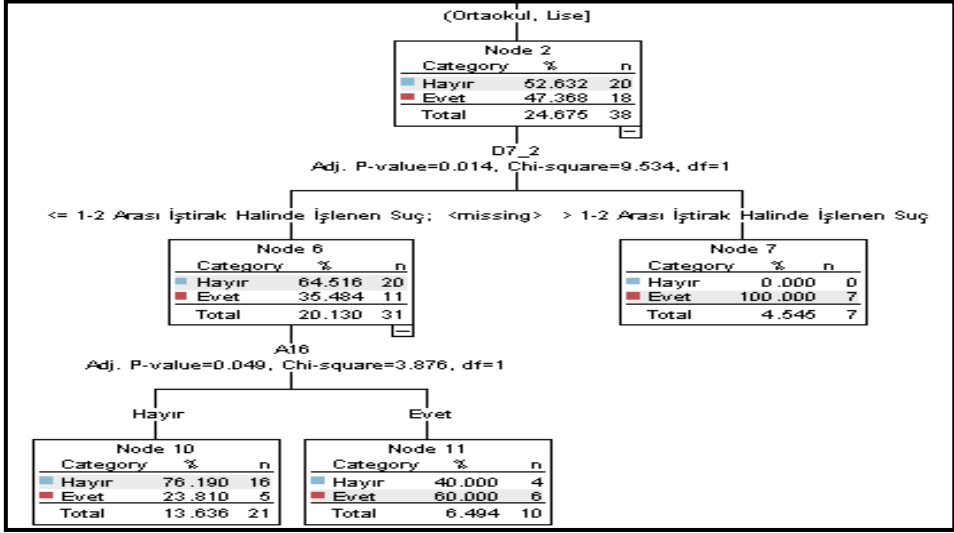 (Ortaokul, Lise]
Node 2
Category % n
Hayır 52.632 20
Evet 47.368 18
Total 24.675 38
D7_2
Adj. P-value=0.014, Chi-square=9.534, df=1
<= 1-2 Arası İştirak Halinde İşlenen Suç; <missing>
> 1-2 Arası İştirak Halinde İşlenen Suç
Node 6
Category % n
Hayır 64.516 20
Evet 35.484 11
Total 20.130 31
Node 7
Category % n
Hayır 0.000 0
Evet 100.000 7
Total 4.545 7
A16
Adj. P-value=0.049, Chi-square=3.876, df=1
Hayır
Evet
Node 10
Category % n
Hayır 76.190 16
Evet 23.810 5
Total 13.636 21
Node 11
Category % n
Hayır 40.000 4
Evet 60.000 6
Total 6.494 10